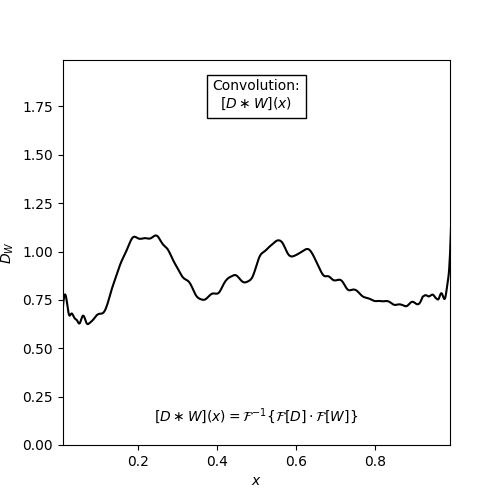 Convolution:
[D ∗ W](x)
1.75
1.50
1.25
1.00
0.75
0.50
0.25
0.00
D_W
[D ∗ W](x) = ℱ⁻¹{ℱ[D] · ℱ[W]}
0.2 0.4 0.6 0.8
x